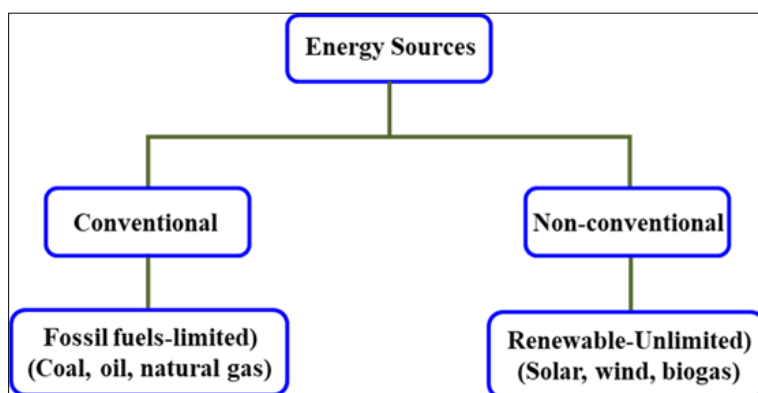 Energy Sources
Conventional
Non-conventional
Fossil fuels-limited)
(Coal, oil, natural gas)
Renewable-Unlimited)
(Solar, wind, biogas)